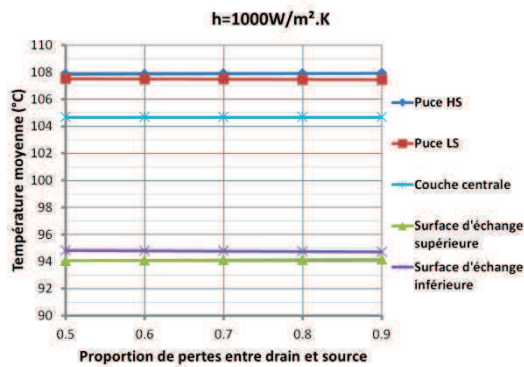 h=1000W/m².K
Température moyenne (°C)
110
108
106
104
102
100
98
96
94
92
90
0.5 0.6 0.7 0.8 0.9
Proportion de pertes entre drain et source
Puce HS
Puce LS
Couche centrale
Surface d'échange
supérieure
Surface d'échange
inférieure